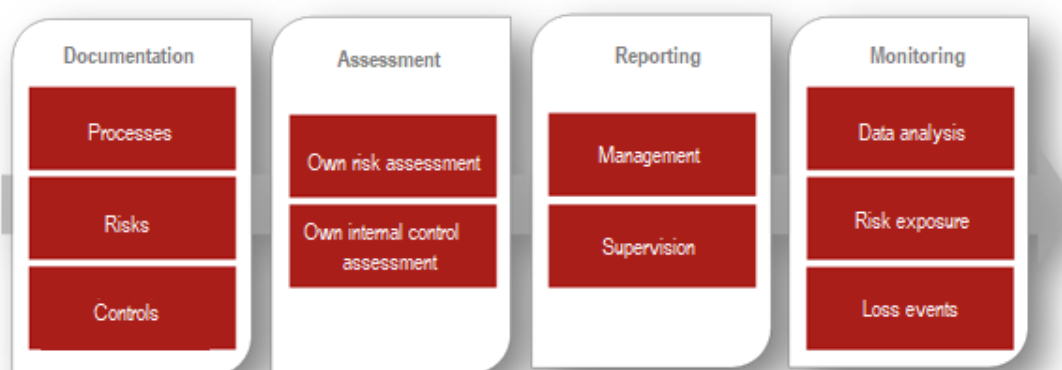 Documentation
Processes
Risks
Controls
Assessment
Own risk assessment
Own internal control
assessment
Reporting
Management
Supervision
Monitoring
Data analysis
Risk exposure
Loss events